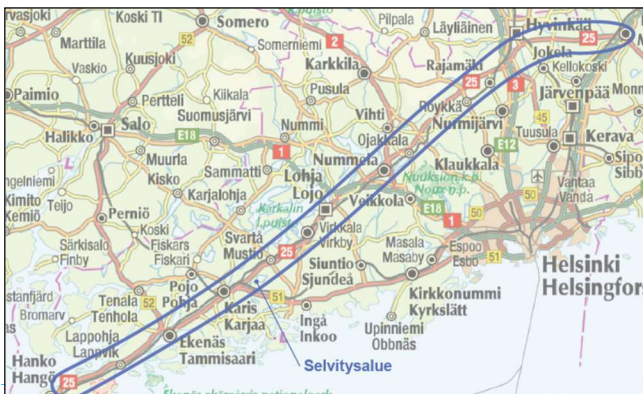 rvasjoki
Koski Tl
Somero
Marttila
52
Somerniemi
2
Pilpala
Läyliäinen
Hyvinkää
25
Kuusjoki
Karkkila
Jokela
Vaskio
Rajamäki
Kellokoski
Paimio
Pertteli
Kiikala
Pusula
25
3
Suomusjärvi
Vihti
Röykkä
Järvenpää
Halikko
Salo
E18
Nummi
Ojakkala
Nurmijärvi
45
Tuusula
Kerava
Muurla
1
Nummela
E12
Kisko
Sammatti
Klaukkala
Sipo
Sibb
Lohja
Lojo
Nuuksion k.p.
Noux n.p.
ngelniemi
Teijo
Karjalohja
Veikkola
E18
50
50
Vantaa
Vanda
Kimito
Kemiö
Perniö
Karkalin
l.puisto
1
50
Koski
Virkkala
Virkby
Särkisalo
Finby
Fiskars
Fiskari
Svartå
Mustio
25
Masala
Masaby
Espoo
Esbo
51
Siuntio
Sjundeå
Helsinki
Helsingfors
Pojo
Pohja
Kirkkonummi
Kyrkslätt
Tenala
Tenhola
52
Karis
Karjaa
51
Bromarv
Ingå
Inkoo
Upinniemi
Obbnäs
Lappohja
Lappvik
Ekenäs
Tammisaari
Hanko
Hangö
Selvitysalue
25